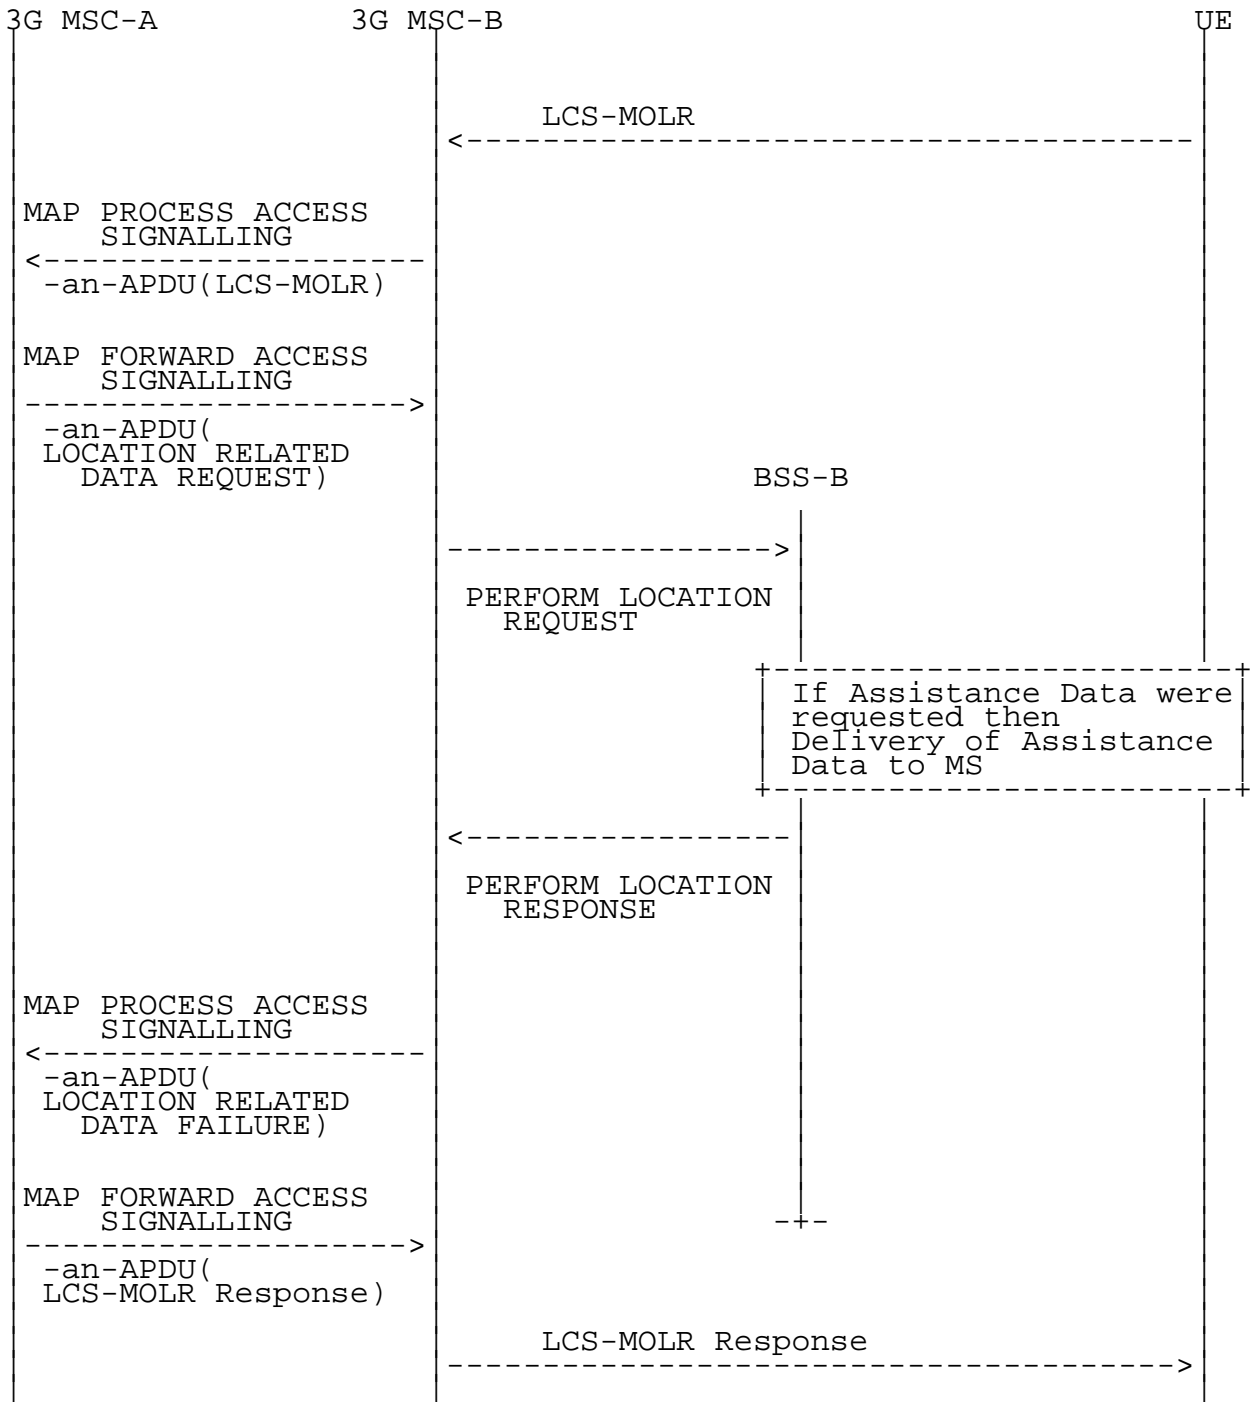 3G MSC-A 3G MSC-B UE
LCS-MOLR
MAP PROCESS ACCESS
SIGNALLING
-an-APDU(LCS-MOLR)
MAP FORWARD ACCESS
SIGNALLING
-an-APDU(
LOCATION RELATED
DATA REQUEST)
BSS-B
PERFORM LOCATION
REQUEST
If Assistance Data were
requested then
Delivery of Assistance
Data to MS
PERFORM LOCATION
RESPONSE
MAP PROCESS ACCESS
SIGNALLING
-an-APDU(
LOCATION RELATED
DATA FAILURE)
MAP FORWARD ACCESS
SIGNALLING
-an-APDU(
LCS-MOLR Response)
LCS-MOLR Response